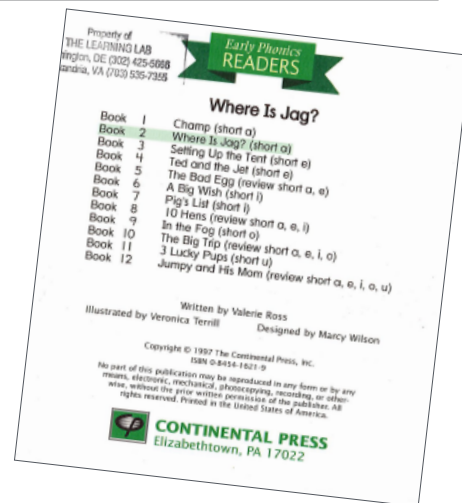 Property of
THE LEARNING LAB
DE (302) 425-5666
VA (703) 535-7355
Early Phonics
READERS
Where Is Jag?
Book 1 Champ (short a)
Book 2 Where Is Jag? (short a)
Book 3 Setting Up the Tent (short e)
Book 4 Ted and the Jet (short e)
Book 5 The Bad Egg (review short a, e)
Book 6 A Big Wish (short i)
Book 7 Pig's List (short i)
Book 8 10 Hens (review short a, e, i)
Book 9 In the Fog (short o)
Book 10 The Big Trip (review short a, e, i, o)
Book 11 3 Lucky Pups (short u)
Book 12 Jumpy and His Mom (review short a, e, i, o, u)
Written by Valerie Ross
Illustrated by Veronica Terrill Designed by Marcy Wilson
Copyright © 1997 The Continental Press, Inc.
ISBN 0-8454-1621-9
No part of this publication may be reproduced in any form or by any
means, electronic, mechanical, photocopying, recording, or other-
wise, without the prior written permission of the publisher. All
rights reserved. Printed in the United States of America.
CONTINENTAL PRESS
Elizabethtown, PA 17022